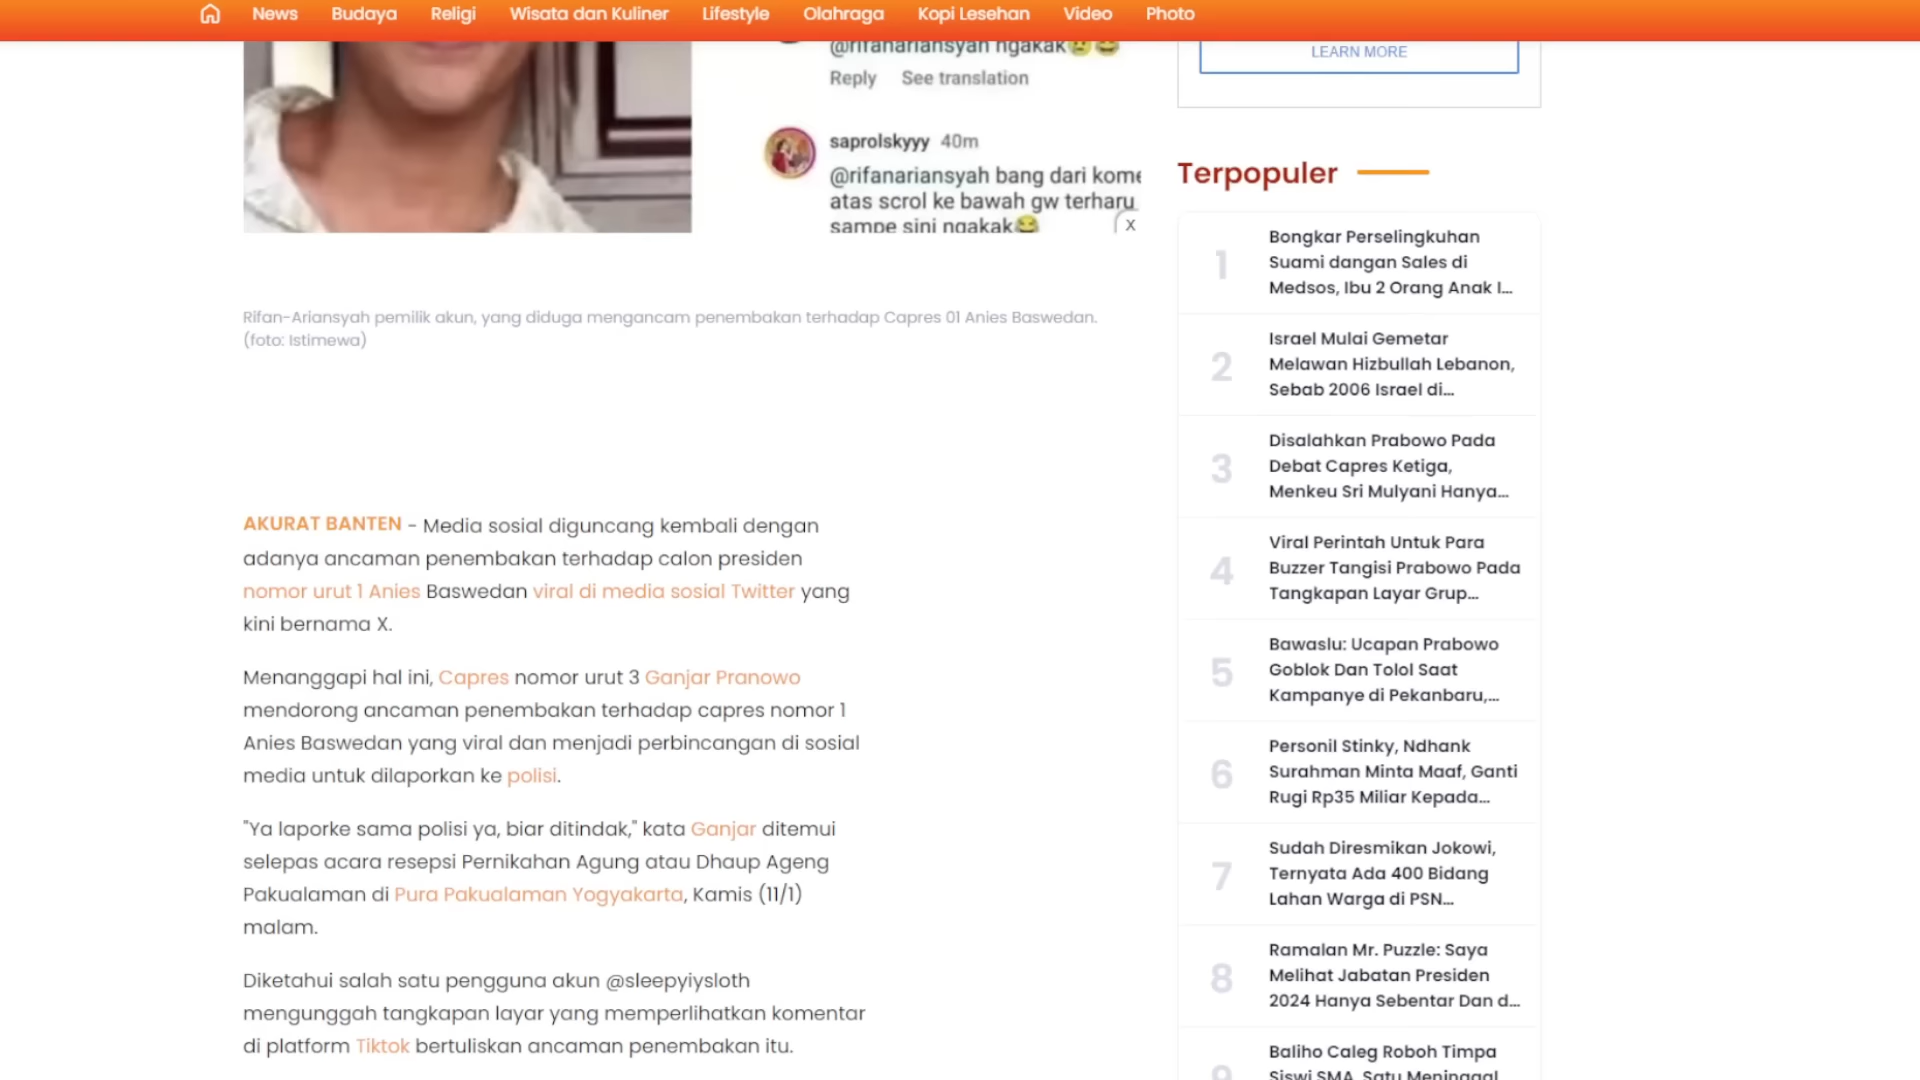 News Budaya Religi Wisata dan Kuliner Lifestyle Olahraga Kopi Lesehan Video Photo
@rifanariansyah ngakak😢😂
Reply See translation
saprolskyyy 40m
@rifanariansyah bang dari kome
atas scrol ke bawah gw terharu
sampe sini ngakak😂
X
Rifan-Ariansyah pemilik akun, yang diduga mengancam penembakan terhadap Capres 01 Anies Baswedan.
(foto: Istimewa)
AKURAT BANTEN - Media sosial diguncang kembali dengan
adanya ancaman penembakan terhadap calon presiden
nomor urut 1 Anies Baswedan viral di media sosial Twitter yang
kini bernama X.
Menanggapi hal ini, Capres nomor urut 3 Ganjar Pranowo
mendorong ancaman penembakan terhadap capres nomor 1
Anies Baswedan yang viral dan menjadi perbincangan di sosial
media untuk dilaporkan ke polisi.
"Ya laporke sama polisi ya, biar ditindak," kata Ganjar ditemui
selepas acara resepsi Pernikahan Agung atau Dhaup Ageng
Pakualaman di Pura Pakualaman Yogyakarta, Kamis (11/1)
malam.
Diketahui salah satu pengguna akun @sleepyiysloth
mengunggah tangkapan layar yang memperlihatkan komentar
di platform Tiktok bertuliskan ancaman penembakan itu.
LEARN MORE
Terpopuler
1
Bongkar Perselingkuhan
Suami dangan Sales di
Medsos, Ibu 2 Orang Anak I...
2
Israel Mulai Gemetar
Melawan Hizbullah Lebanon,
Sebab 2006 Israel di...
3
Disalahkan Prabowo Pada
Debat Capres Ketiga,
Menkeu Sri Mulyani Hanya...
4
Viral Perintah Untuk Para
Buzzer Tangisi Prabowo Pada
Tangkapan Layar Grup...
5
Bawaslu: Ucapan Prabowo
Goblok Dan Tolol Saat
Kampanye di Pekanbaru,...
6
Personil Stinky, Ndhank
Surahman Minta Maaf, Ganti
Rugi Rp35 Miliar Kepada...
7
Sudah Diresmikan Jokowi,
Ternyata Ada 400 Bidang
Lahan Warga di PSN...
8
Ramalan Mr. Puzzle: Saya
Melihat Jabatan Presiden
2024 Hanya Sebentar Dan d...
9
Baliho Caleg Roboh Timpa
Siswi SMA, Satu Meninggal